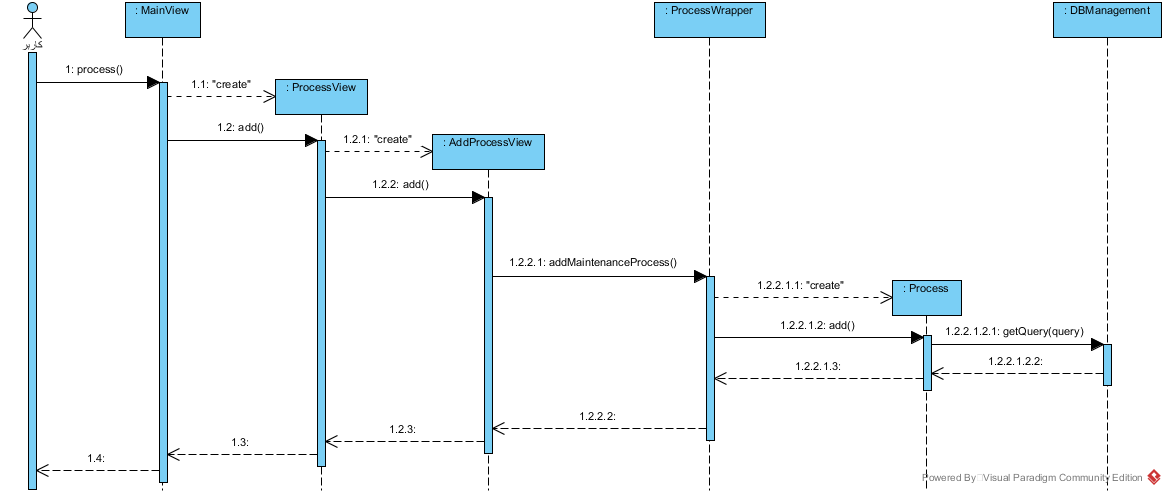 : MainView
: ProcessWrapper
: DBManagement
کاربر
1: process()
1.1: "create"
: ProcessView
1.2: add()
1.2.1: "create"
: AddProcessView
1.2.2: add()
1.2.2.1: addMaintenanceProcess()
1.2.2.1.1: "create"
: Process
1.2.2.1.2: add()
1.2.2.1.2.1: getQuery(query)
1.2.2.1.2.2:
1.2.2.1.3:
1.2.2.2:
1.2.3:
1.3:
1.4:
Powered By Visual Paradigm Community Edition